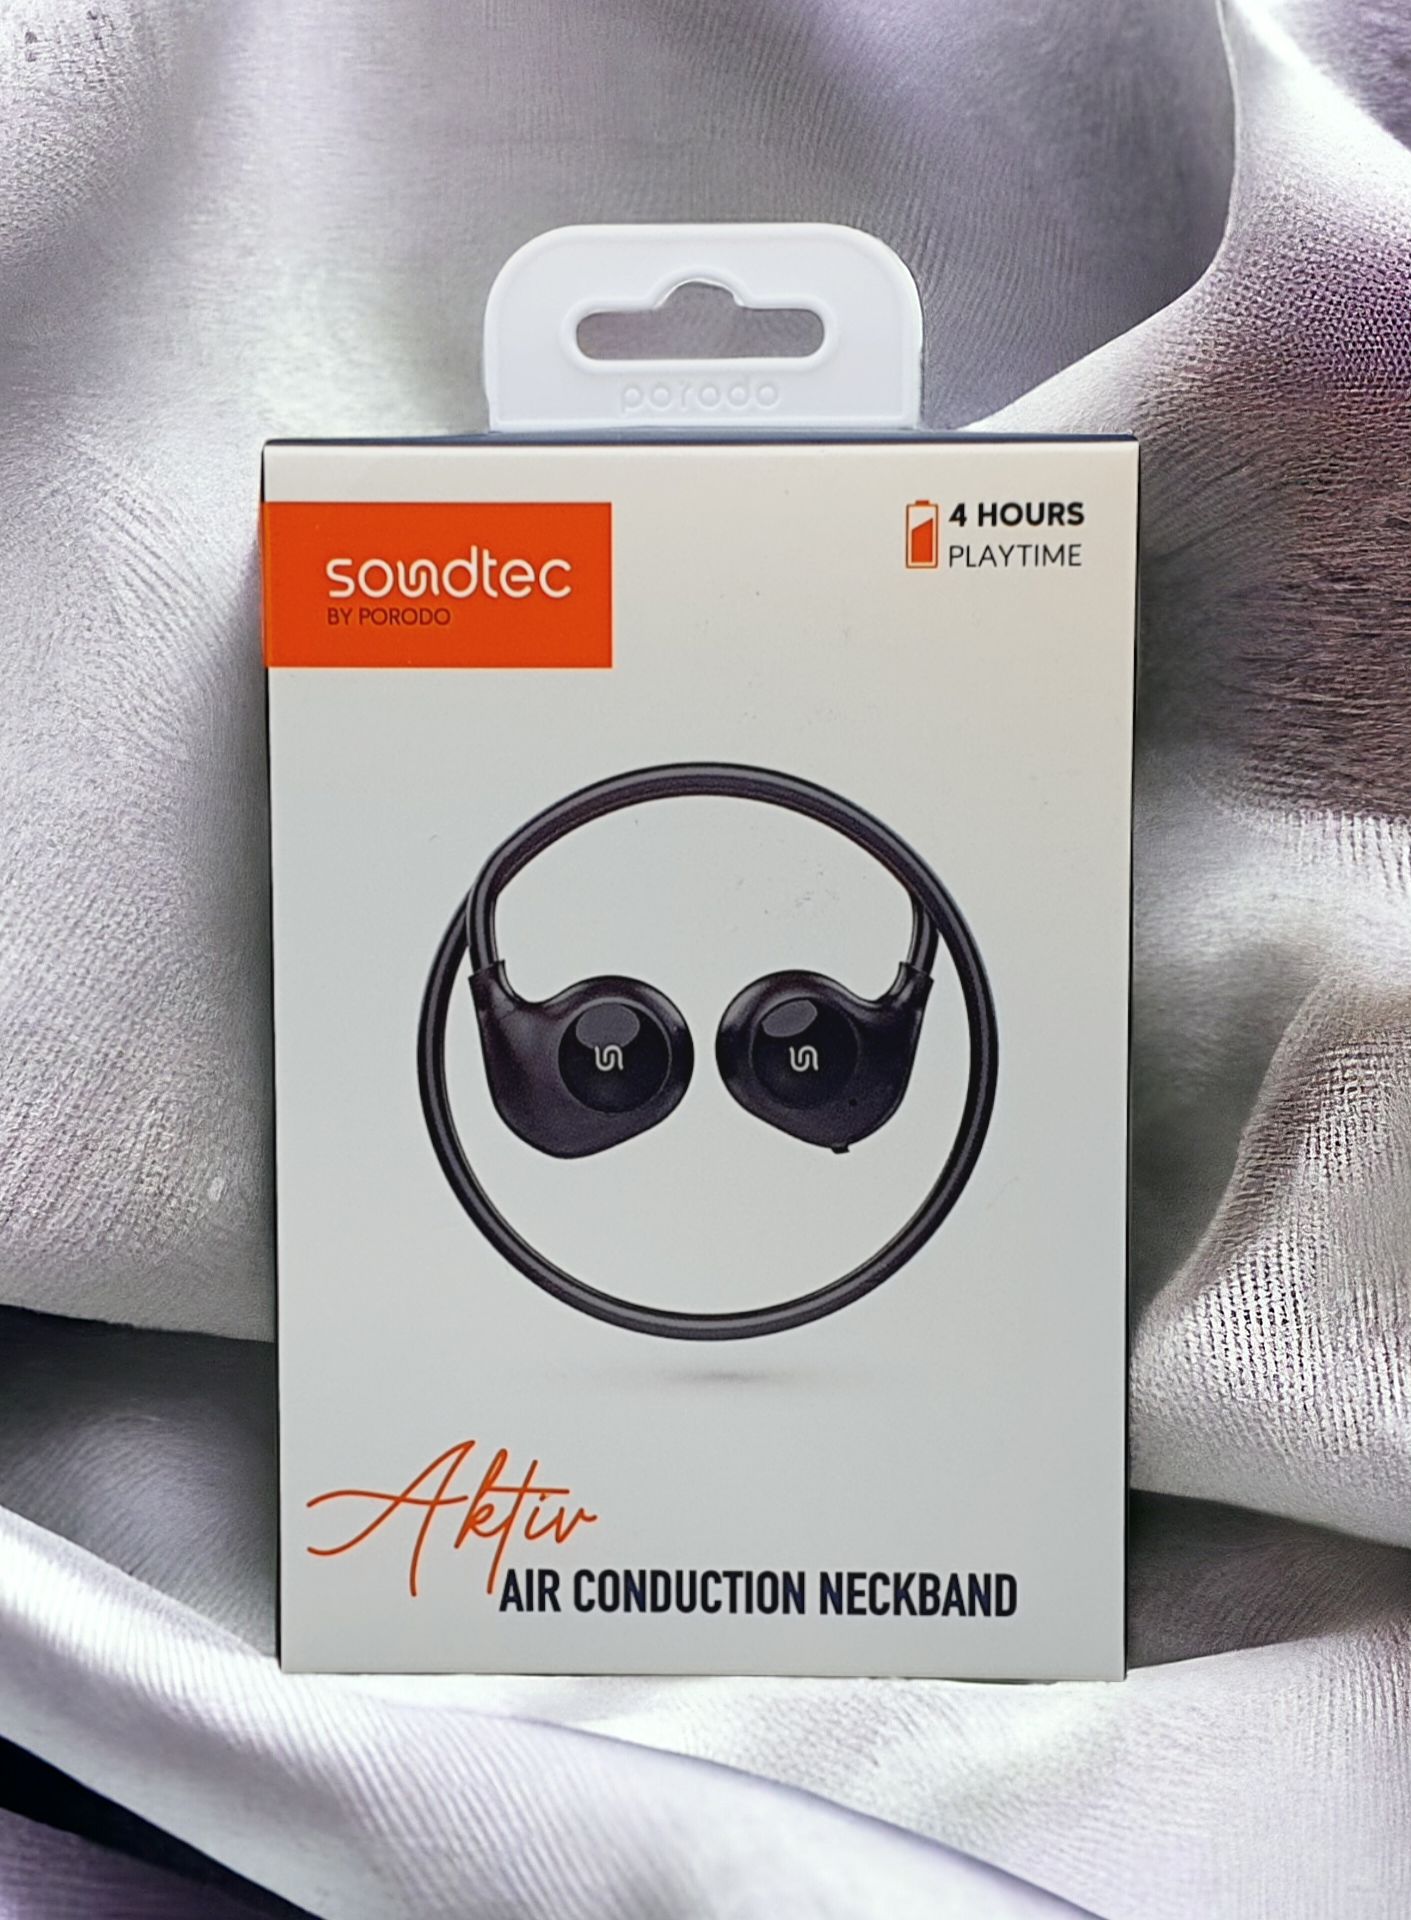 porodo
soundtec
BY PORODO
4 HOURS
PLAYTIME
Aktiv
AIR CONDUCTION NECKBAND